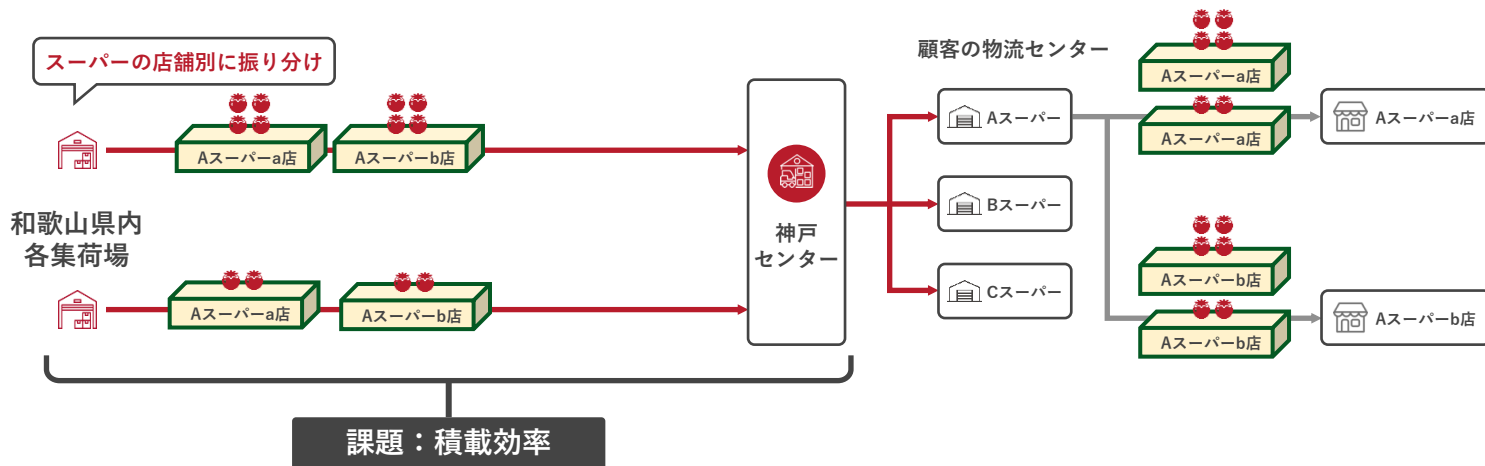 スーパーの店舗別に振り分け
Aスーパーa店
Aスーパーb店
和歌山県内
各集荷場
Aスーパーa店
Aスーパーb店
神戸
センター
顧客の物流センター
Aスーパー
Bスーパー
Cスーパー
Aスーパーa店
Aスーパーa店
Aスーパーa店
Aスーパーb店
Aスーパーb店
Aスーパーb店
課題：積載効率